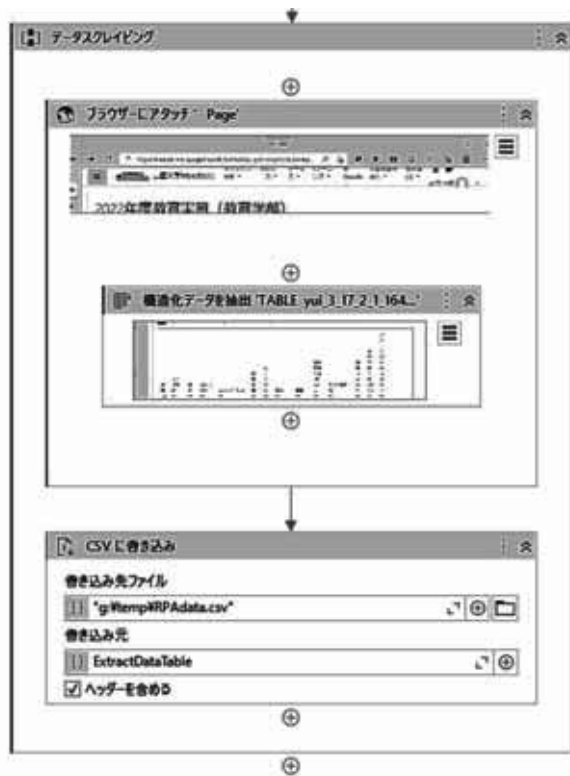 データスクレイピング
ブラウザーにアタッチ ' Page'
2022年度教育実習（教育学部）
構造化データを抽出 'TABLE yui_3_17_2_1_164...'
CSV に書き込み
書き込み先ファイル
"g:¥temp¥RPAdata.csv"
書き込み元
ExtractDataTable
ヘッダーを含める